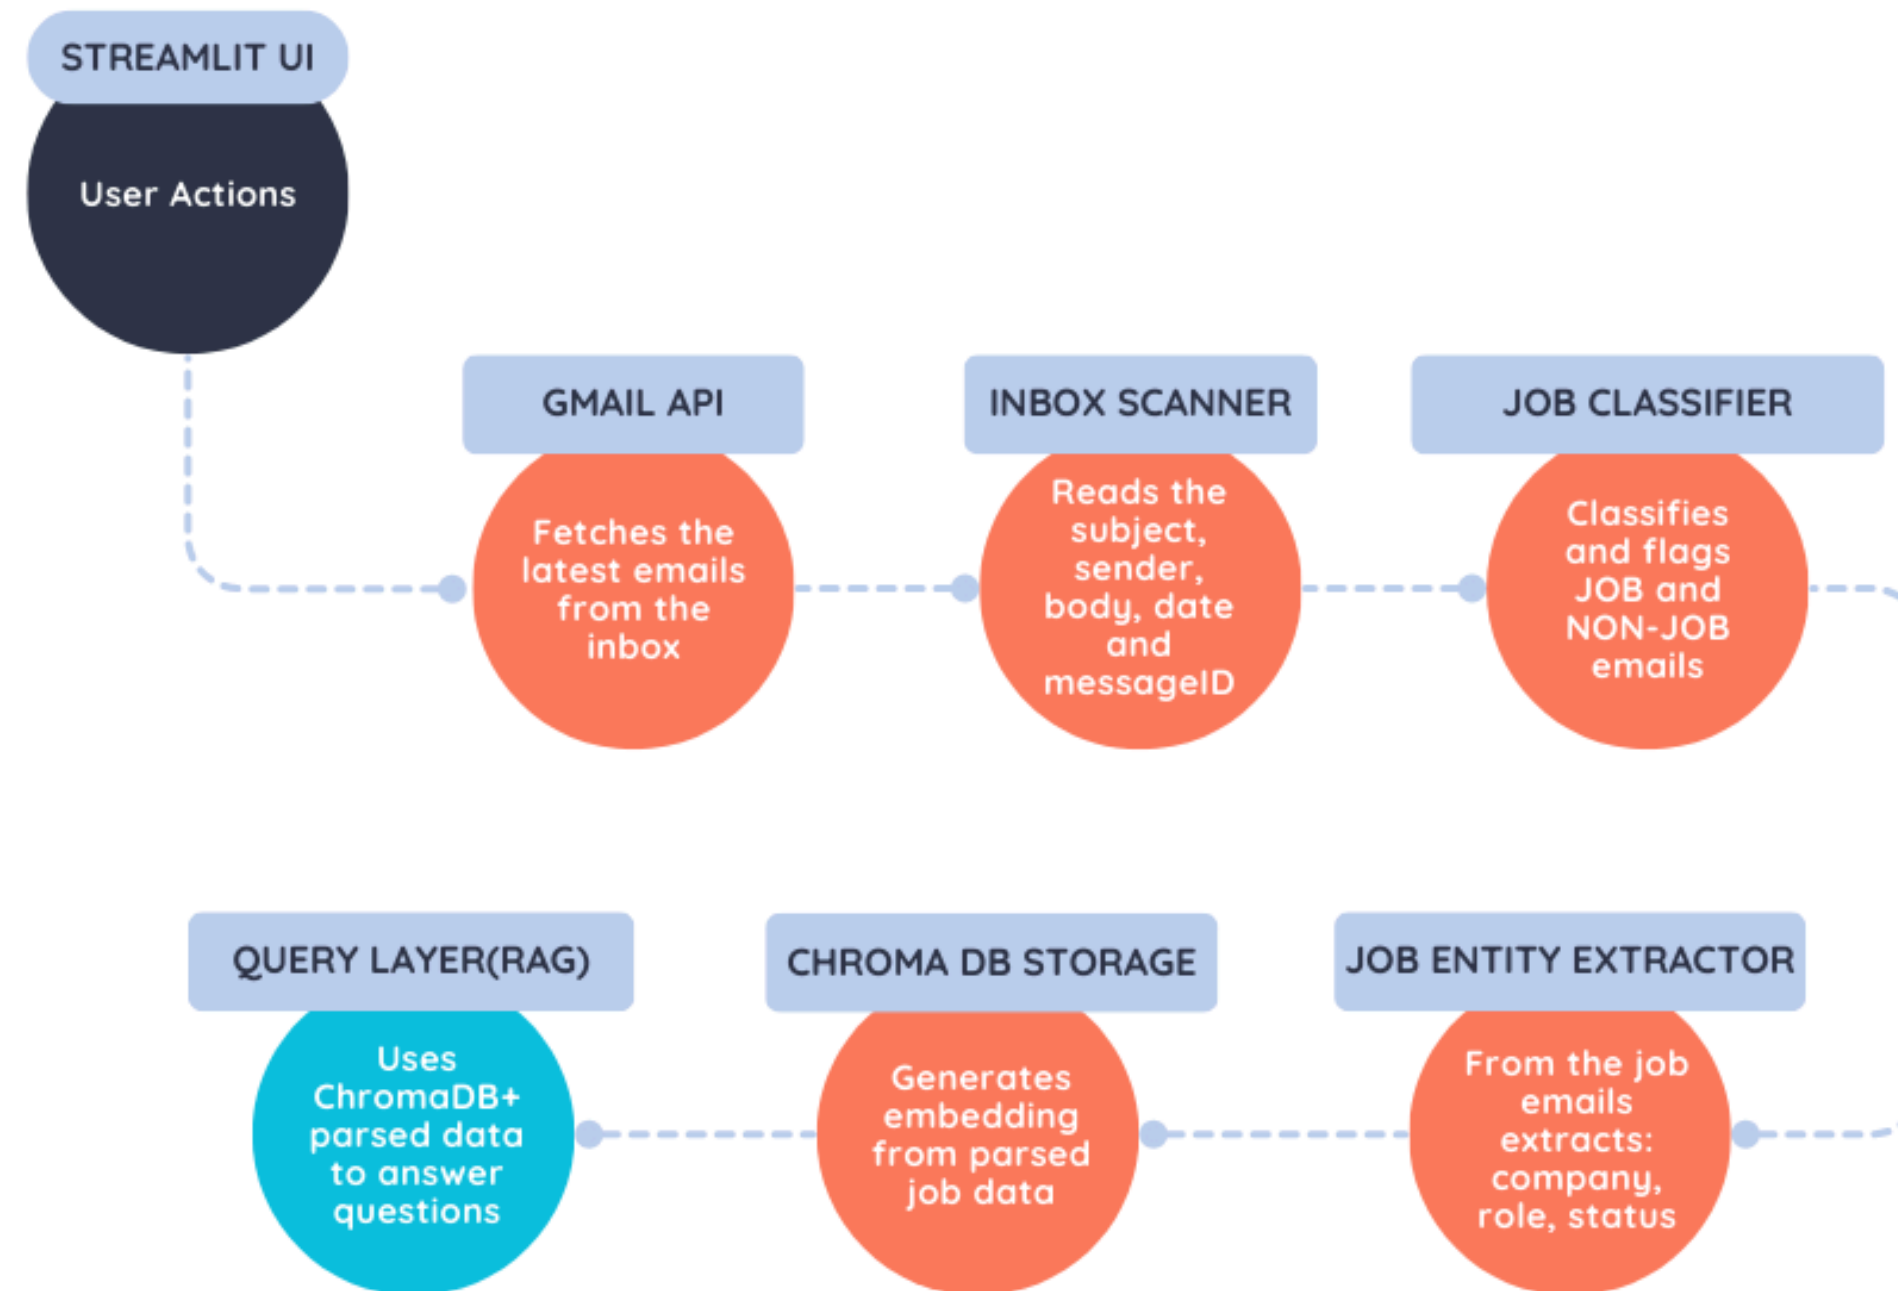 STREAMLIT UI
User Actions
GMAIL API
Fetches the
latest emails
from the
inbox
INBOX SCANNER
Reads the
subject,
sender,
body, date
and
messageID
JOB CLASSIFIER
Classifies
and flags
JOB and
NON-JOB
emails
QUERY LAYER(RAG)
Uses
ChromaDB+
parsed data
to answer
questions
CHROMA DB STORAGE
Generates
embedding
from parsed
job data
JOB ENTITY EXTRACTOR
From the job
emails
extracts:
company,
role, status